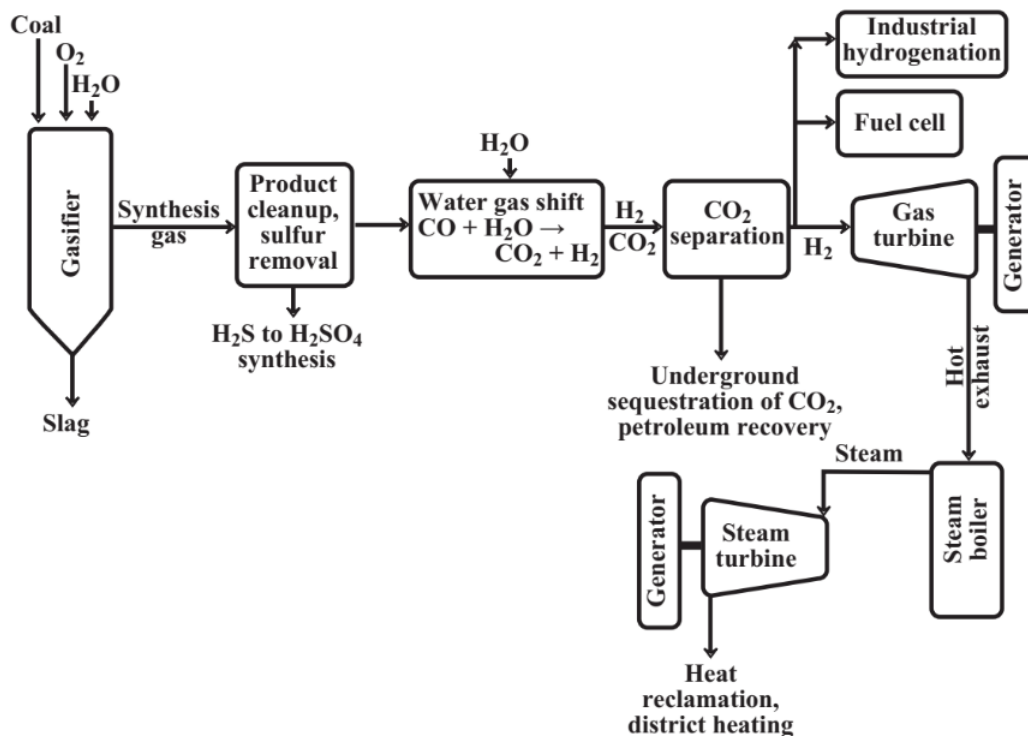 Coal
O₂
H₂O
Gasifier
Slag
Synthesis
gas
Product
cleanup,
sulfur
removal
H₂S to H₂SO₄
synthesis
H₂O
Water gas shift
CO + H₂O →
CO₂ + H₂
H₂
CO₂
CO₂
separation
Underground
sequestration of CO₂,
petroleum recovery
Industrial
hydrogenation
Fuel cell
H₂
Gas
turbine
Generator
Hot
exhaust
Steam
boiler
Steam
Steam
turbine
Generator
Heat
reclamation,
district heating